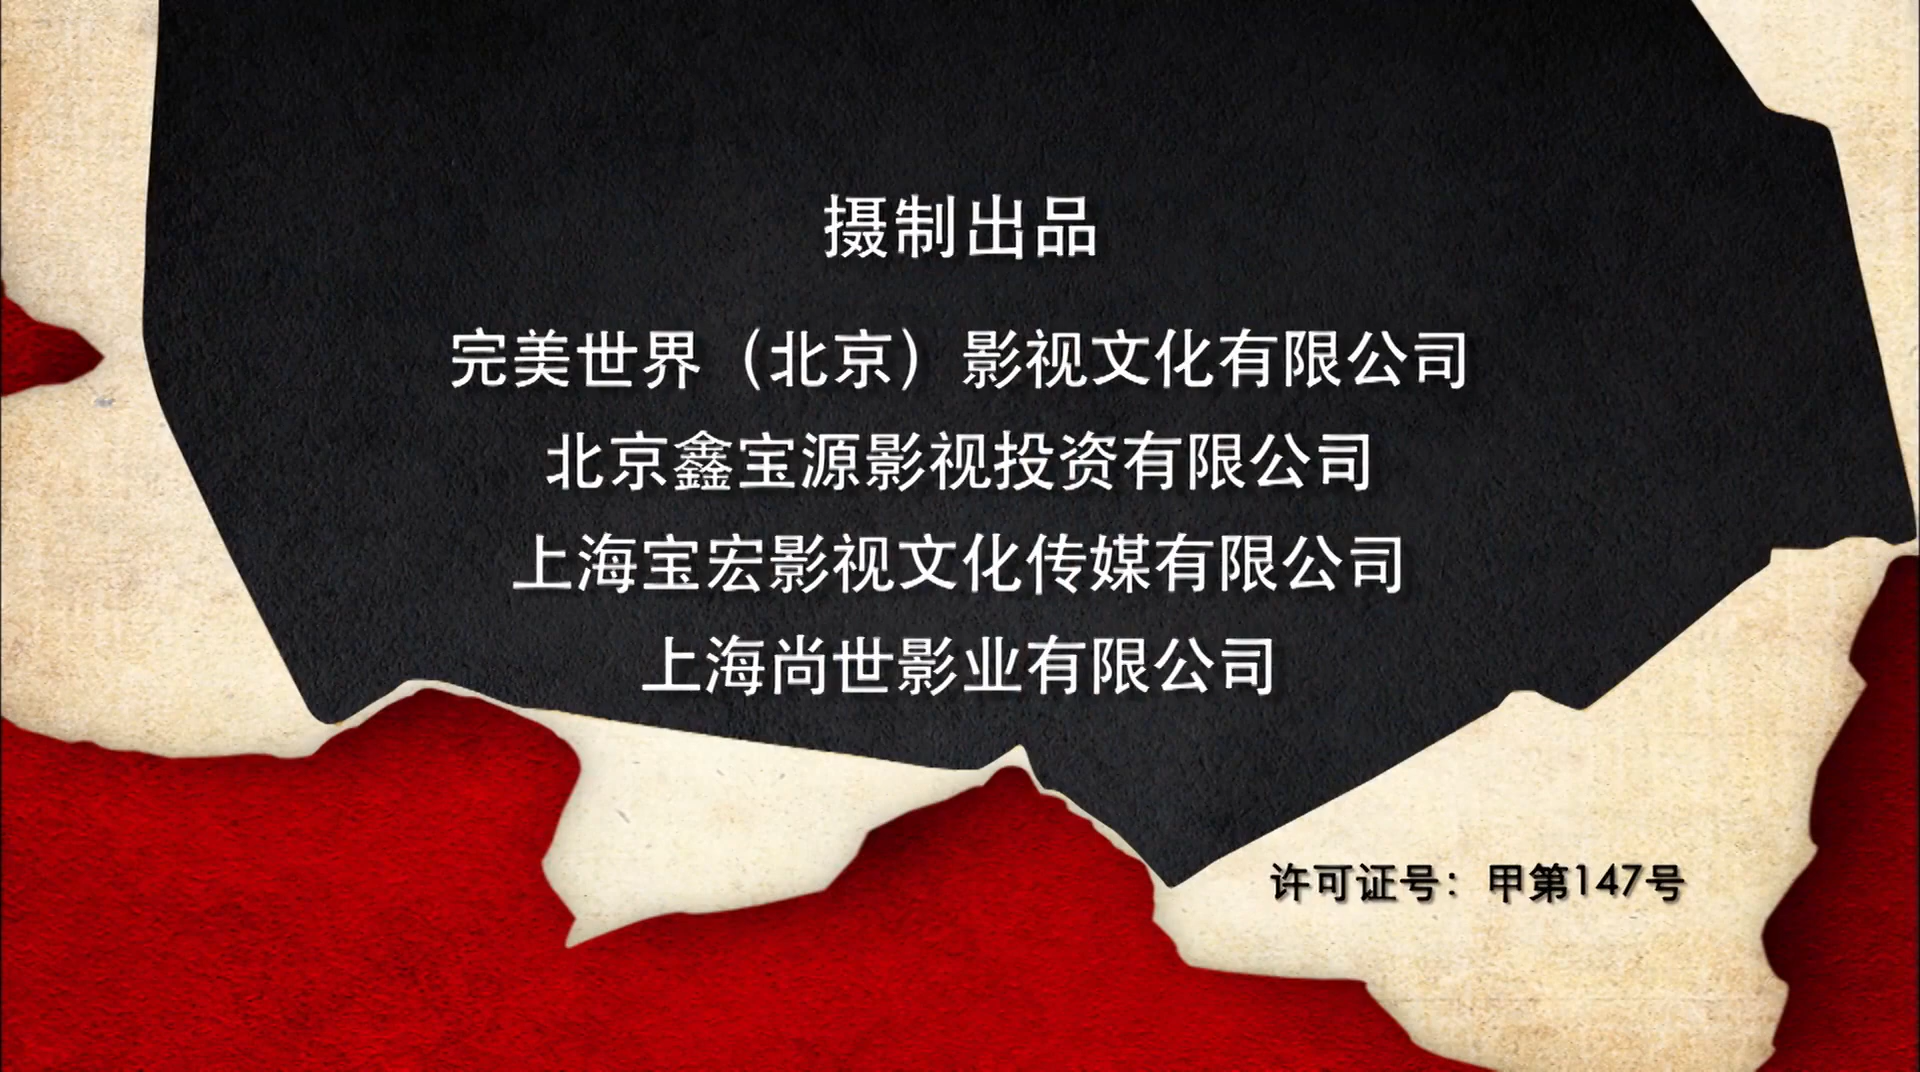 摄制出品
完美世界（北京）影视文化有限公司
北京鑫宝源影视投资有限公司
上海宝宏影视文化传媒有限公司
上海尚世影业有限公司
许可证号：甲第147号